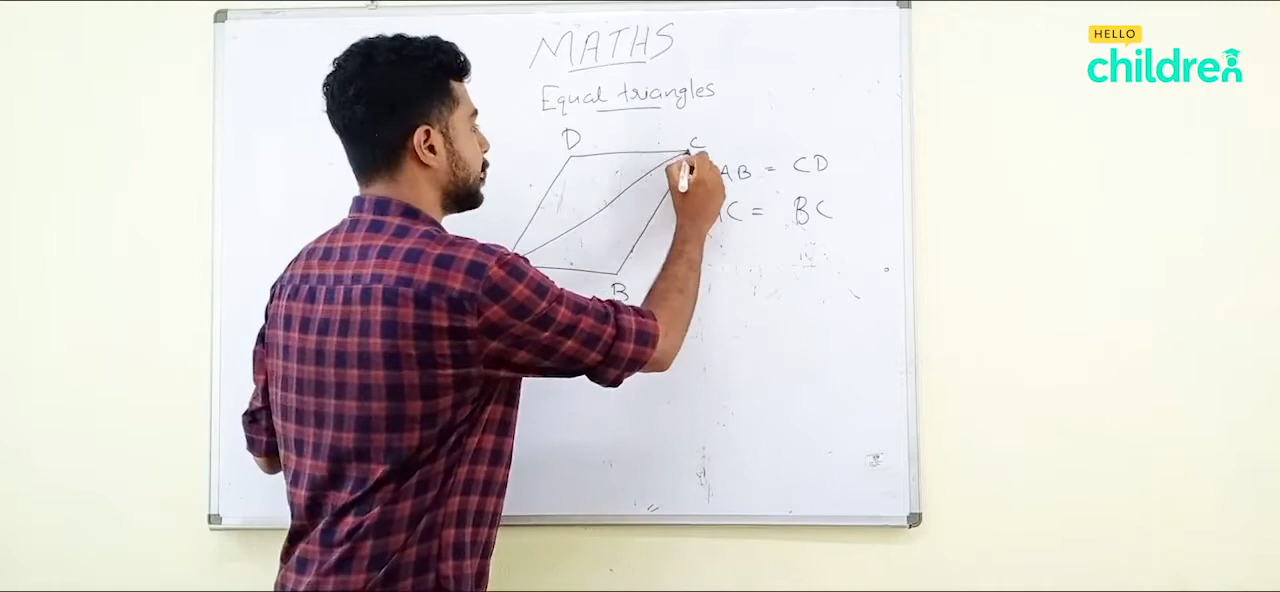 HELLO
children
MATHS
Equal triangles
D
C
AB = CD
C = BC
B